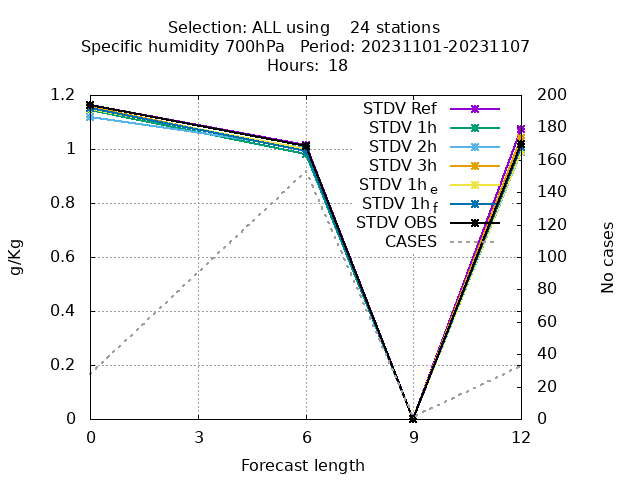 Selection: ALL using    24 stations
Specific humidity 700hPa   Period: 20231101-20231107
Hours: 18
STDV Ref
STDV 1h
STDV 2h
STDV 3h
STDV 1h e
STDV 1h f
STDV OBS
CASES
g/Kg
No cases
1.2
1
0.8
0.6
0.4
0.2
0
200
180
160
140
120
100
80
60
40
20
0
0 3 6 9 12
Forecast length